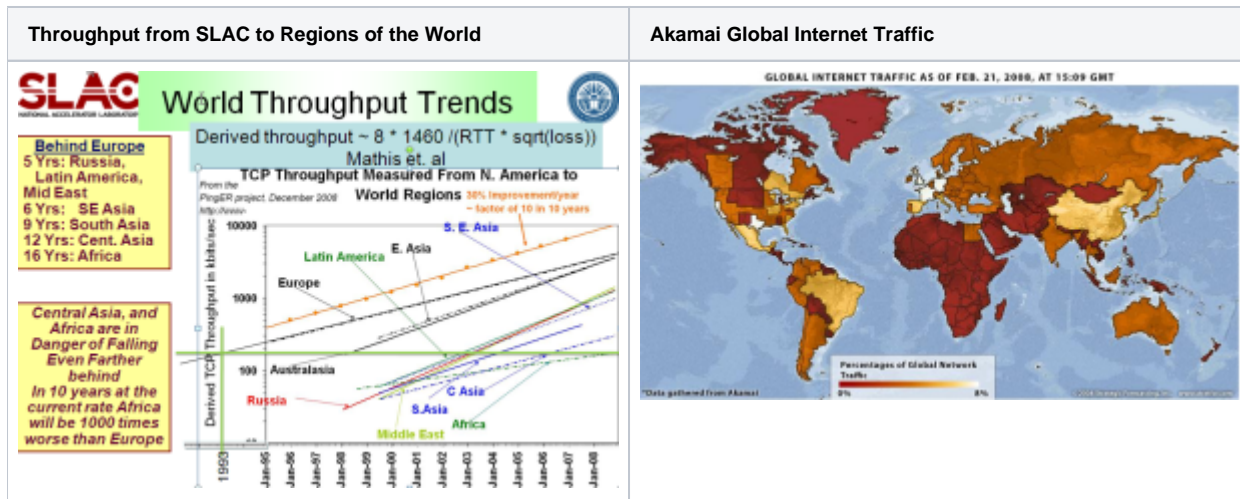 Throughput from SLAC to Regions of the World
Akamai Global Internet Traffic
SLAC
NATIONAL ACCELERATOR LABORATORY
World Throughput Trends
Derived throughput ~ 8 * 1460 /(RTT * sqrt(loss))
Mathis et. al
Behind Europe
5 Yrs: Russia,
Latin America,
Mid East
6 Yrs: SE Asia
9 Yrs: South Asia
12 Yrs: Cent. Asia
16 Yrs: Africa
Central Asia, and
Africa are in
Danger of Falling
Even Farther
behind
In 10 years at the
current rate Africa
will be 1000 times
worse than Europe
TCP Throughput Measured From N. America to
World Regions
From the
PingER project. December 2008
http://www-
30% Improvement/year
~ factor of 10 in 10 years
Derived TCP Throughput in kbits/sec
10000
1000
100
S. E. Asia
E. Asia
Latin America
Europe
Australasia
Russia
C Asia
S.Asia
Africa
Middle East
1993
Jan-95
Jan-96
Jan-97
Jan-98
Jan-99
Jan-00
Jan-01
Jan-02
Jan-03
Jan-04
Jan-05
Jan-06
Jan-07
Jan-08
GLOBAL INTERNET TRAFFIC AS OF FEB. 21, 2008, AT 15:09 GMT
Percentages of Global Network
Traffic
0%
8%
*Data gathered from Akamai